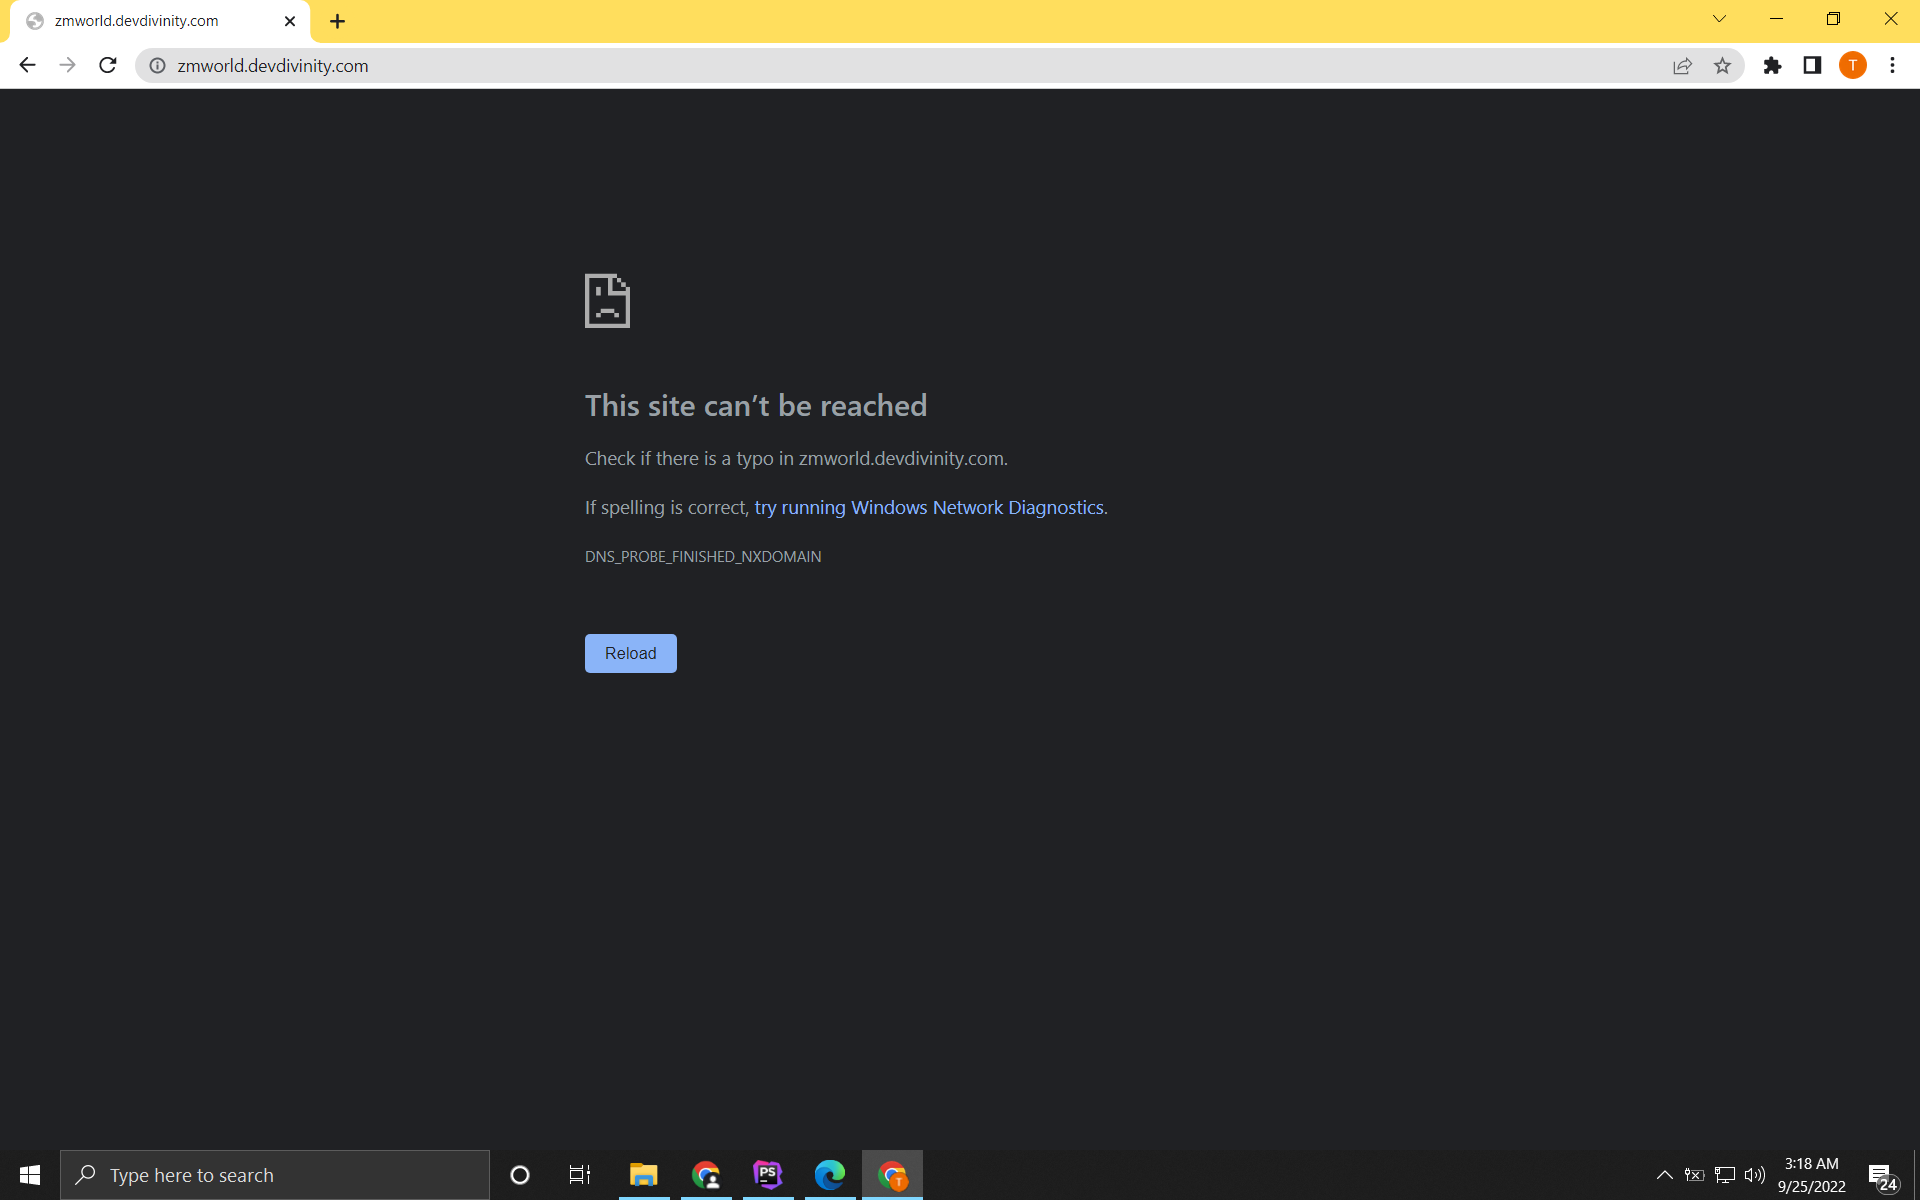 zmworld.devdivinity.com
zmworld.devdivinity.com
T
This site can’t be reached
Check if there is a typo in zmworld.devdivinity.com.
If spelling is correct, try running Windows Network Diagnostics.
DNS_PROBE_FINISHED_NXDOMAIN
Reload
Type here to search
PS
T
3:18 AM
9/25/2022
24